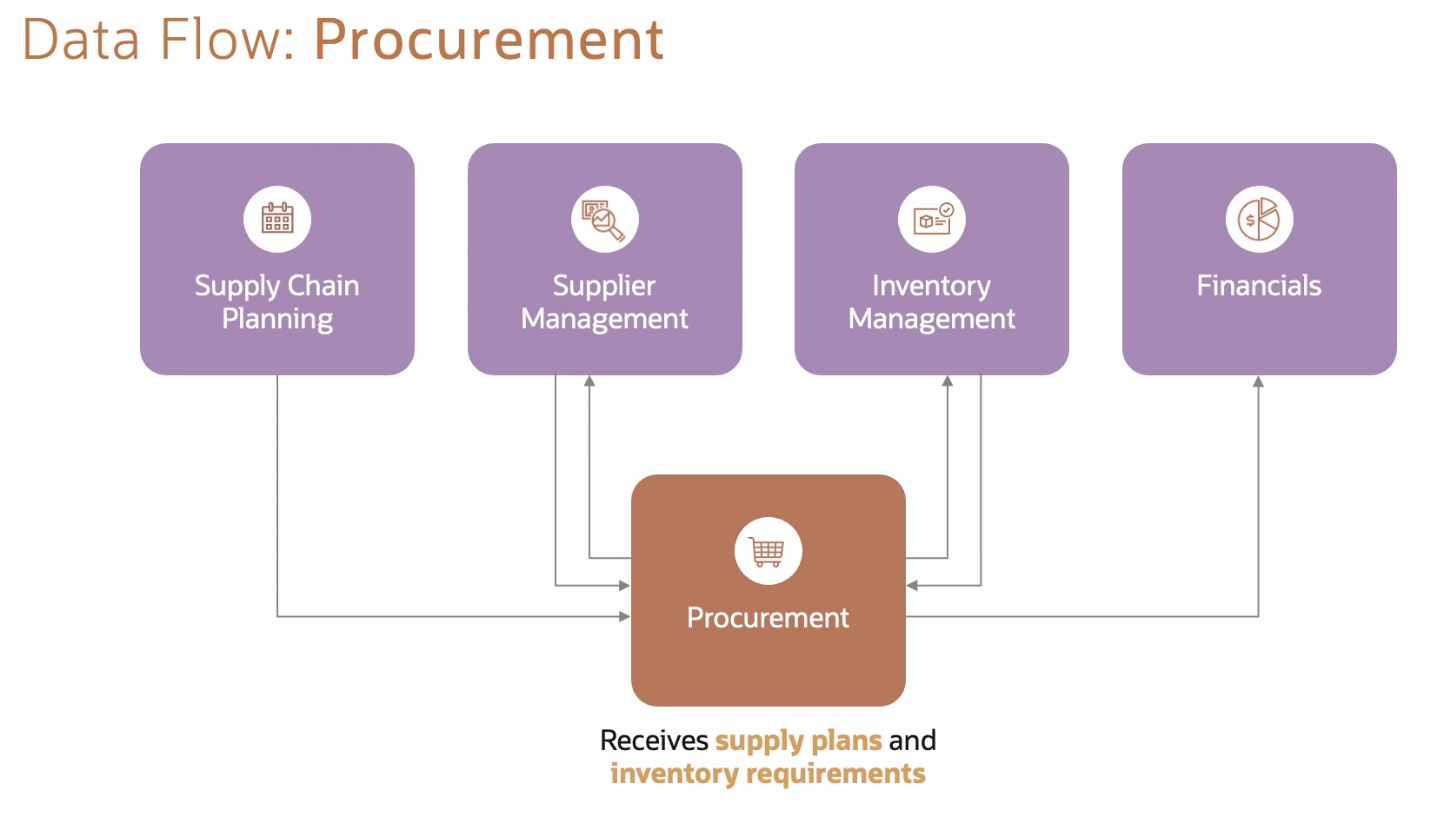 Data Flow: Procurement
Supply Chain
Planning
Supplier
Management
Inventory
Management
Financials
Procurement
Receives supply plans and
inventory requirements